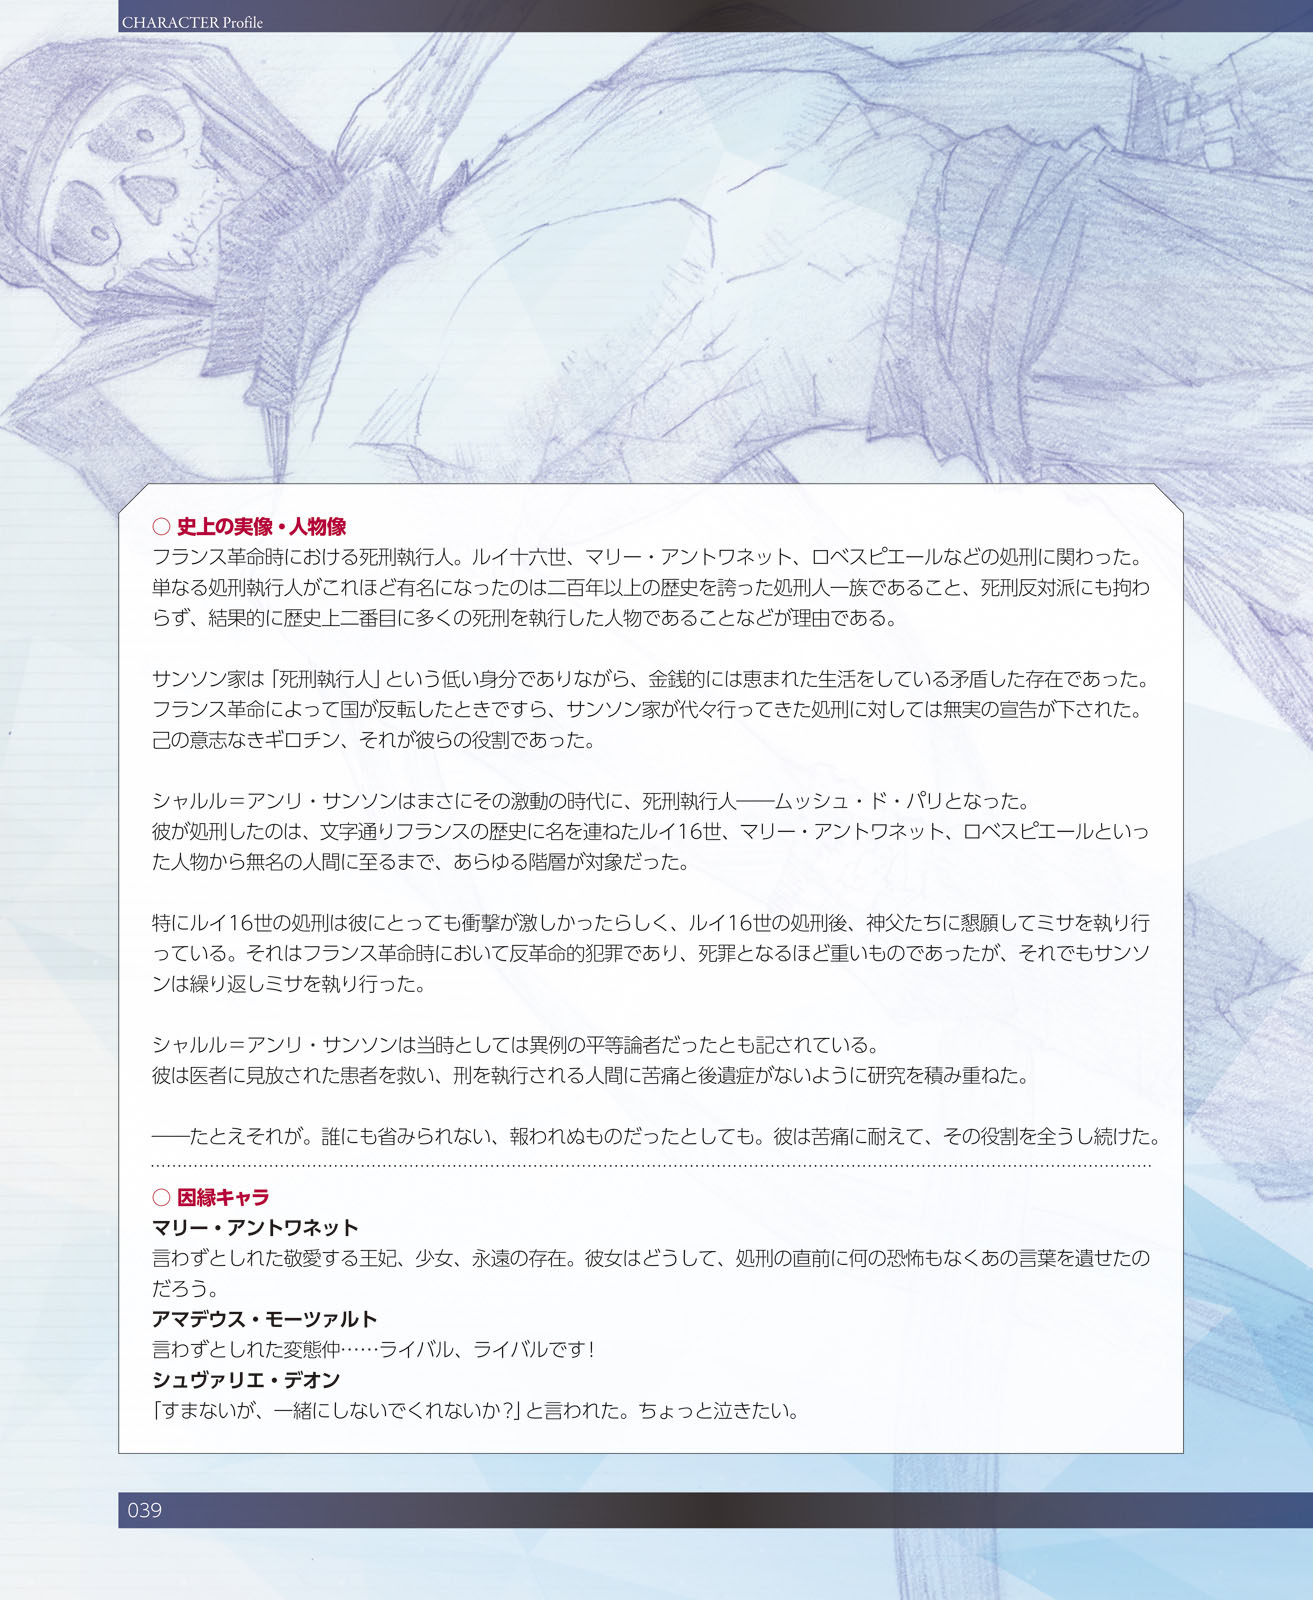 CHARACTER Profile
○ 史上の実像・人物像
フランス革命時における死刑執行人。ルイ十六世、マリー・アントワネット、ロベスピエールなどの処刑に関わった。
単なる処刑執行人がこれほど有名になったのは二百年以上の歴史を誇った処刑人一族であること、死刑反対派にも拘わ
らず、結果的に歴史上二番目に多くの死刑を執行した人物であることなどが理由である。
サンソン家は「死刑執行人」という低い身分でありながら、金銭的には恵まれた生活をしている矛盾した存在であった。
フランス革命によって国が反転したときですら、サンソン家が代々行ってきた処刑に対しては無実の宣告が下された。
己の意志なきギロチン、それが彼らの役割であった。
シャルル＝アンリ・サンソンはまさにその激動の時代に、死刑執行人――ムッシュ・ド・パリとなった。
彼が処刑したのは、文字通りフランスの歴史に名を連ねたルイ16世、マリー・アントワネット、ロベスピエールといっ
た人物から無名の人間に至るまで、あらゆる階層が対象だった。
特にルイ16世の処刑は彼にとっても衝撃が激しかったらしく、ルイ16世の処刑後、神父たちに懇願してミサを執り行
っている。それはフランス革命時において反革命的犯罪であり、死罪となるほど重いものであったが、それでもサンソ
ンは繰り返しミサを執り行った。
シャルル＝アンリ・サンソンは当時としては異例の平等論者だったとも記されている。
彼は医者に見放された患者を救い、刑を執行される人間に苦痛と後遺症がないように研究を積み重ねた。
――たとえそれが。誰にも省みられない、報われぬものだったとしても。彼は苦痛に耐えて、その役割を全うし続けた。
○ 因縁キャラ
マリー・アントワネット
言わずとしれた敬愛する王妃、少女、永遠の存在。彼女はどうして、処刑の直前に何の恐怖もなくあの言葉を遺せたの
だろう。
アマデウス・モーツァルト
言わずとしれた変態仲……ライバル、ライバルです！
シュヴァリエ・デオン
「すまないが、一緒にしないでくれないか？」と言われた。ちょっと泣きたい。
039